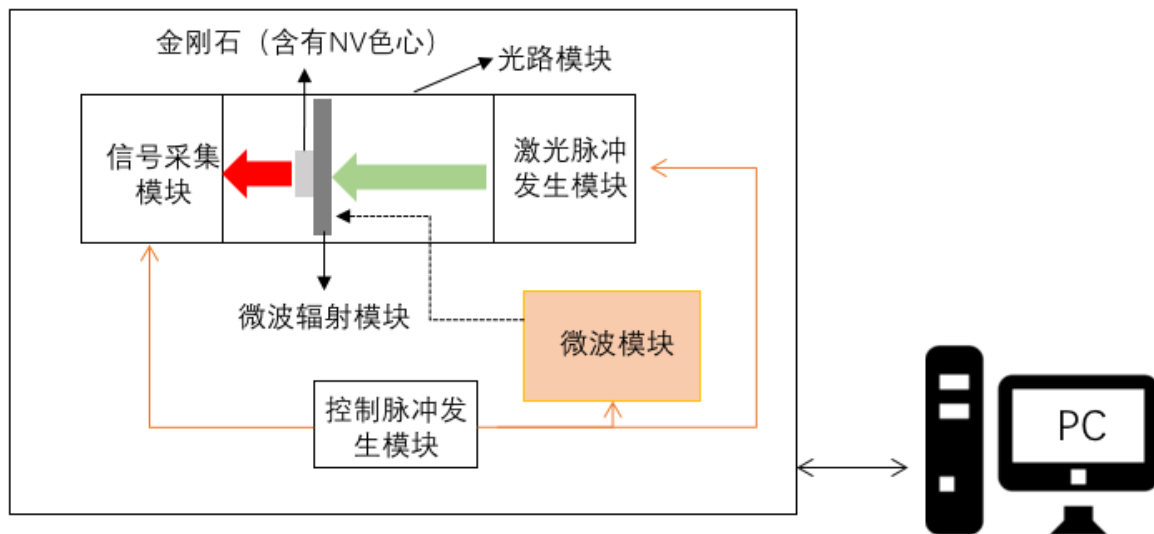 金刚石（含有NV色心）
光路模块
信号采集
模块
激光脉冲
发生模块
微波辐射模块
微波模块
控制脉冲发
生模块
PC